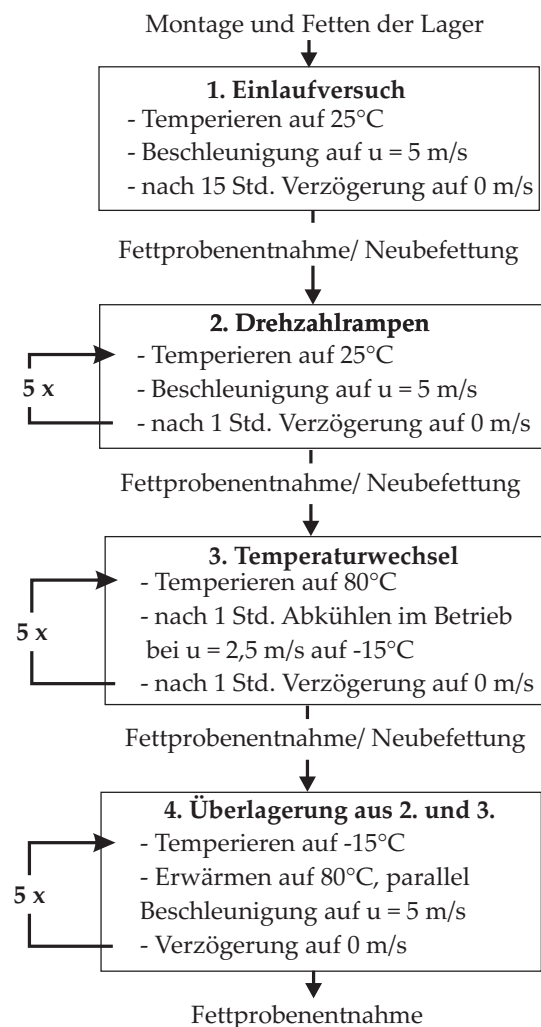 Montage und Fetten der Lager
1. Einlaufversuch
- Temperieren auf 25°C
- Beschleunigung auf u = 5 m/s
- nach 15 Std. Verzögerung auf 0 m/s
Fettprobenentnahme/ Neubefettung
2. Drehzahlrampen
- Temperieren auf 25°C
5 x
- Beschleunigung auf u = 5 m/s
- nach 1 Std. Verzögerung auf 0 m/s
Fettprobenentnahme/ Neubefettung
3. Temperaturwechsel
- Temperieren auf 80°C
- nach 1 Std. Abkühlen im Betrieb
5 x
bei u = 2,5 m/s auf -15°C
- nach 1 Std. Verzögerung auf 0 m/s
Fettprobenentnahme/ Neubefettung
4. Überlagerung aus 2. und 3.
- Temperieren auf -15°C
- Erwärmen auf 80°C, parallel
5 x
Beschleunigung auf u = 5 m/s
- Verzögerung auf 0 m/s
Fettprobenentnahme